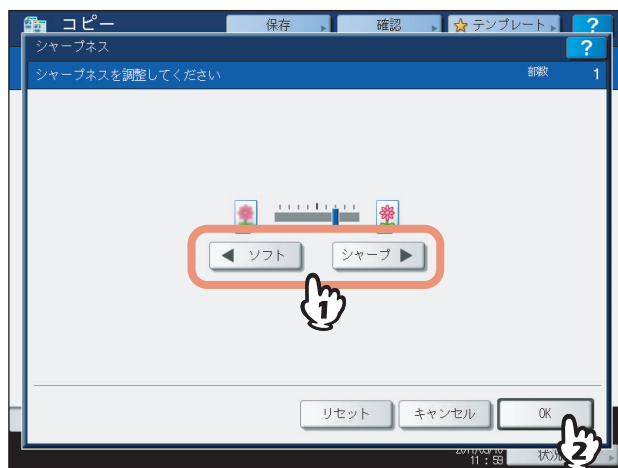 コピー
保存
確認
テンプレート
?
シャープネス
?
シャープネスを調整してください
部数 1
ソフト
シャープ
1
リセット
キャンセル
OK
2
11:59
状況